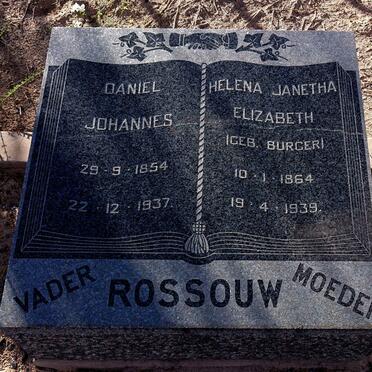 DANIEL
JOHANNES
29-9-1854
22-12-1937.
HELENA JANETHA
ELIZABETH
(GEB. BURGER)
10-1-1864
19-4-1939.
VADER ROSSOUW MOEDER